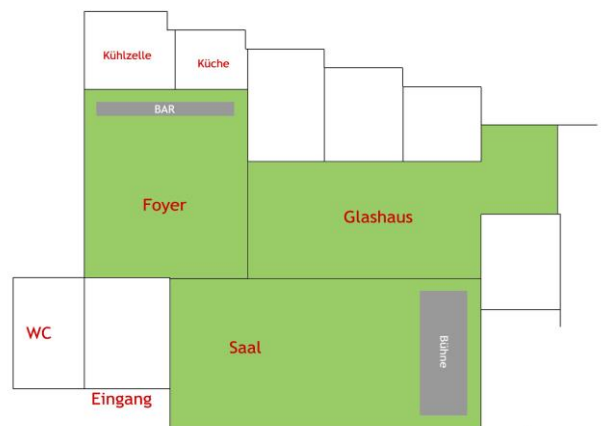 Kühlzelle
Küche
BAR
Foyer
Glashaus
WC
Saal
Bühne
Eingang